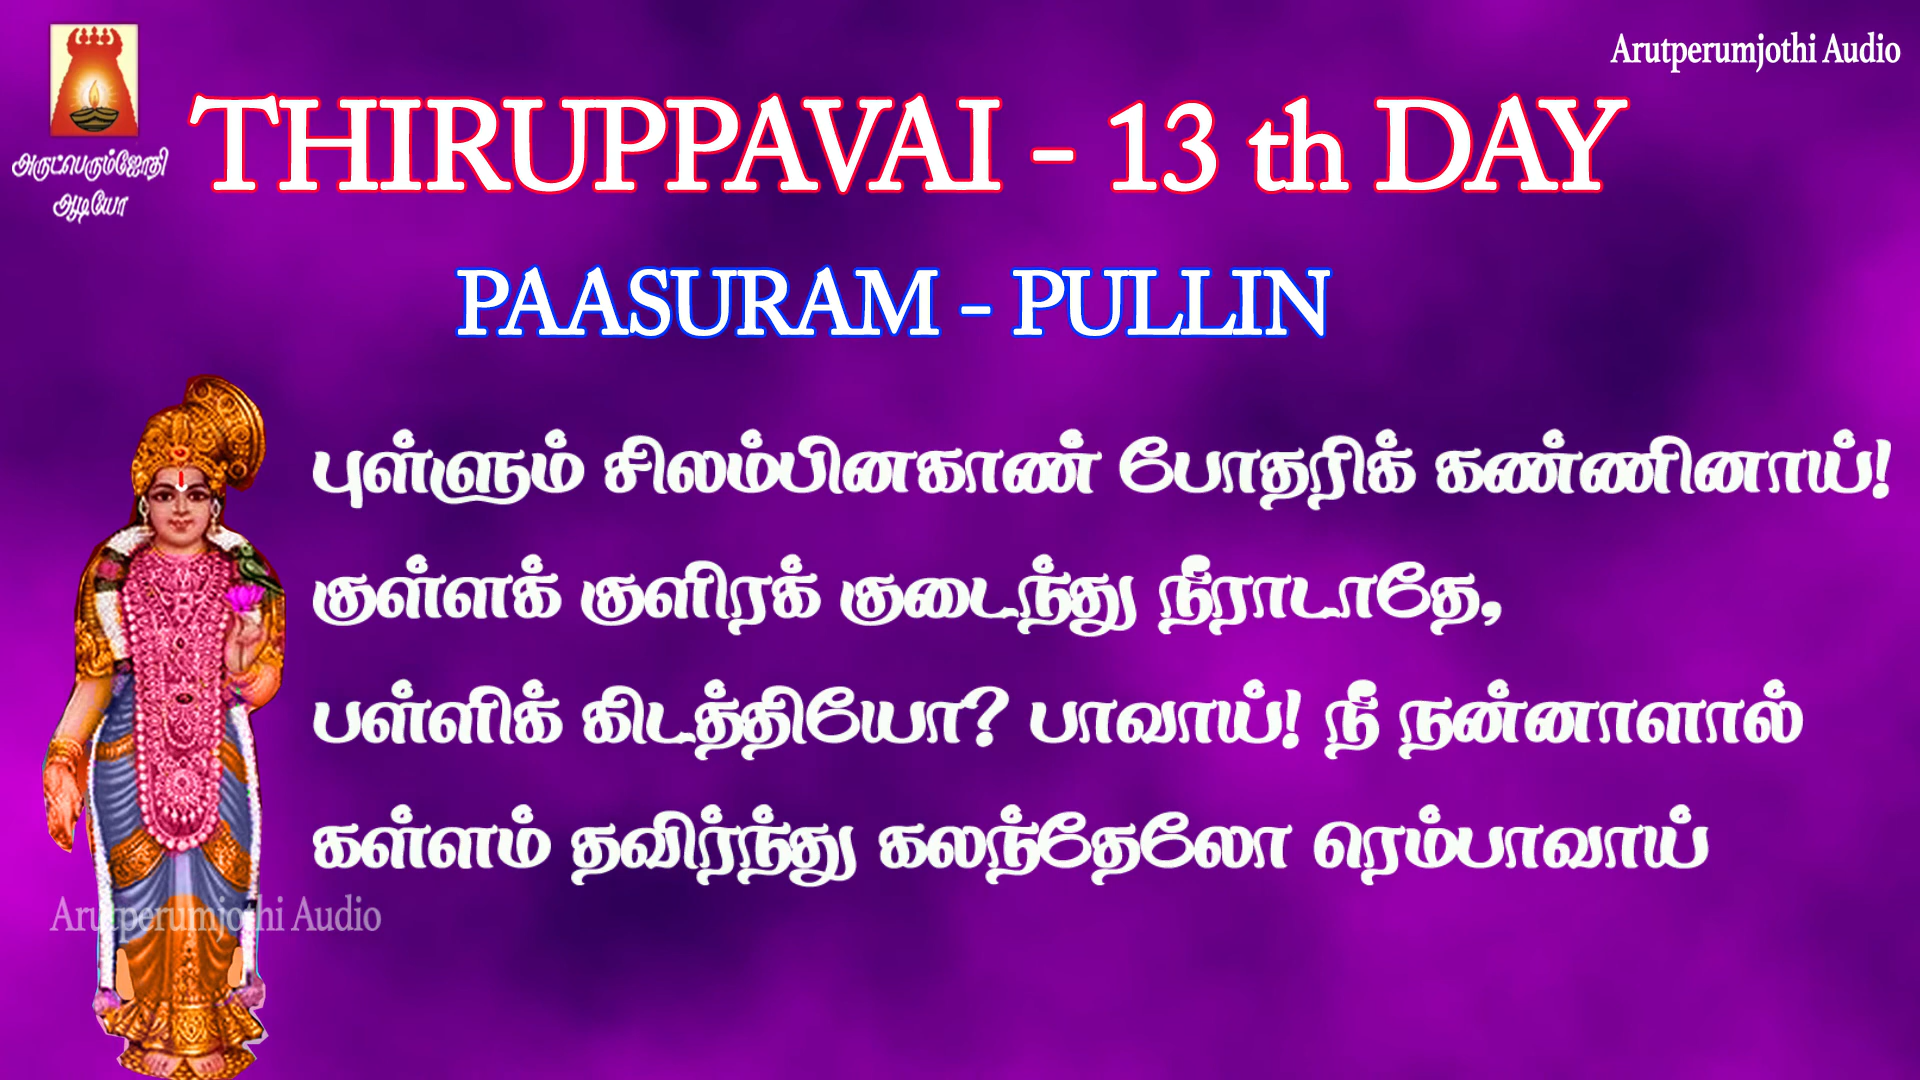 Arutperumjothi Audio
அருட்பெரும்ஜோதி
ஆடியோ
THIRUPPAVAI - 13 th DAY
PAASURAM - PULLIN
புள்ளும் சிலம்பினகாண் போதரிக் கண்ணினாய்!
குள்ளக் குளிரக் குடைந்து நீராடாதே,
பள்ளிக் கிடத்தியோ? பாவாய்! நீ நன்னாளால்
கள்ளம் தவிர்ந்து கலந்தேலோ ரெம்பாவாய்
Arutperumjothi Audio